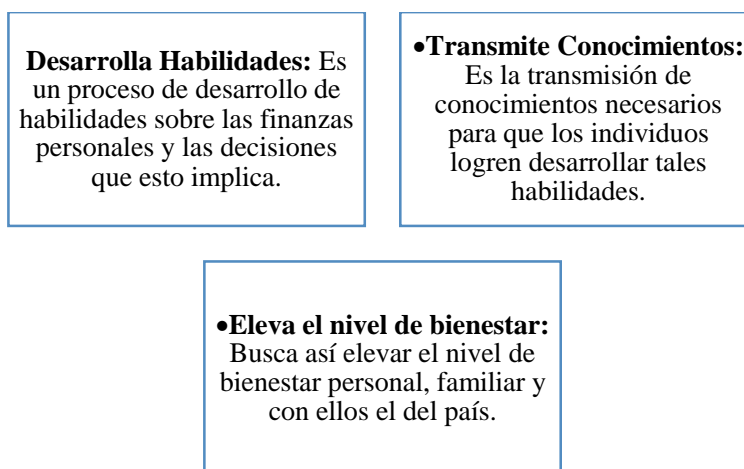 Desarrolla Habilidades: Es
un proceso de desarrollo de
habilidades sobre las finanzas
personales y las decisiones
que esto implica.
•Transmite Conocimientos:
Es la transmisión de
conocimientos necesarios
para que los individuos
logren desarrollar tales
habilidades.
•Eleva el nivel de bienestar:
Busca así elevar el nivel de
bienestar personal, familiar y
con ellos el del país.